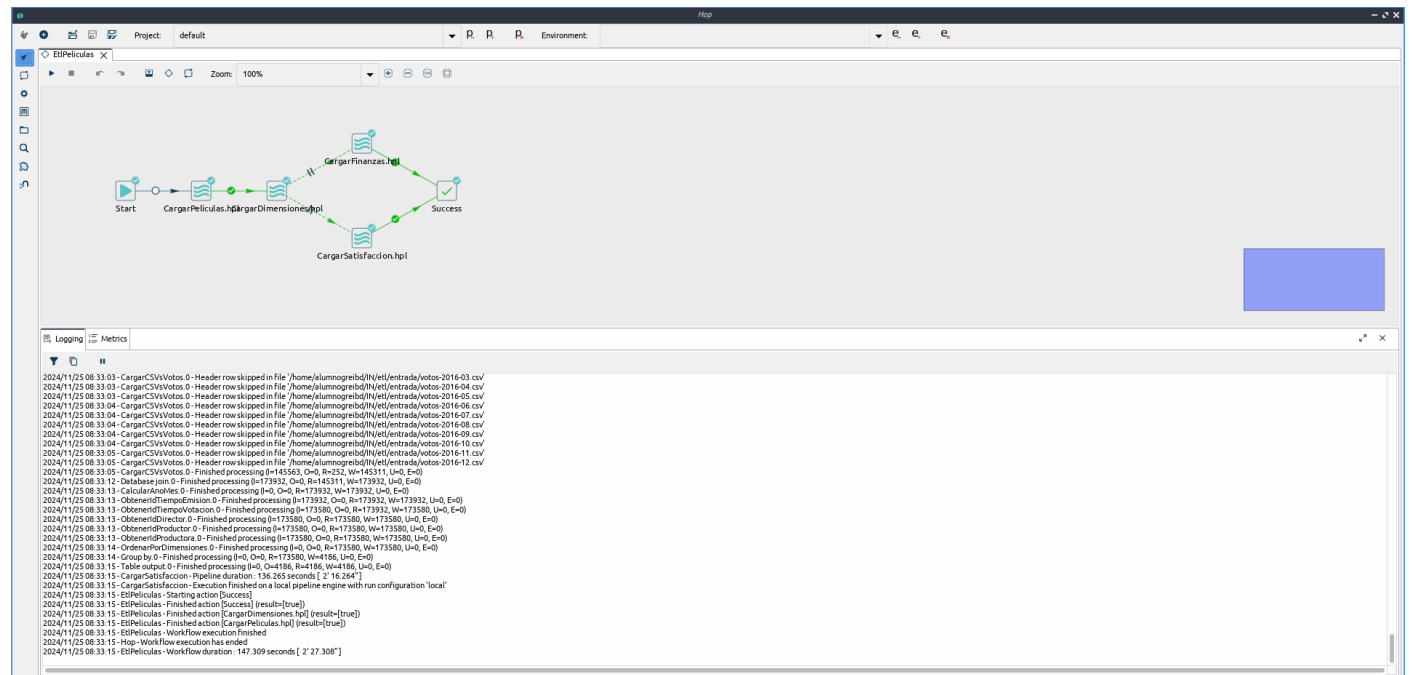 Hop
Project: default
Environment:
EtlPeliculas
Zoom: 100%
CargarFinanzas.hpl
Start
CargarPeliculas.hpl
CargarDimensiones.hpl
Success
CargarSatisfaccion.hpl
Logging
Metrics
2024/11/25 08:33:03 - CargarCSVsVotos.0 - Header row skipped in file '/home/alumnogreibd/IN/etl/entrada/votos-2016-03.csv'
2024/11/25 08:33:03 - CargarCSVsVotos.0 - Header row skipped in file '/home/alumnogreibd/IN/etl/entrada/votos-2016-04.csv'
2024/11/25 08:33:03 - CargarCSVsVotos.0 - Header row skipped in file '/home/alumnogreibd/IN/etl/entrada/votos-2016-05.csv'
2024/11/25 08:33:04 - CargarCSVsVotos.0 - Header row skipped in file '/home/alumnogreibd/IN/etl/entrada/votos-2016-06.csv'
2024/11/25 08:33:04 - CargarCSVsVotos.0 - Header row skipped in file '/home/alumnogreibd/IN/etl/entrada/votos-2016-07.csv'
2024/11/25 08:33:04 - CargarCSVsVotos.0 - Header row skipped in file '/home/alumnogreibd/IN/etl/entrada/votos-2016-08.csv'
2024/11/25 08:33:04 - CargarCSVsVotos.0 - Header row skipped in file '/home/alumnogreibd/IN/etl/entrada/votos-2016-09.csv'
2024/11/25 08:33:04 - CargarCSVsVotos.0 - Header row skipped in file '/home/alumnogreibd/IN/etl/entrada/votos-2016-10.csv'
2024/11/25 08:33:05 - CargarCSVsVotos.0 - Header row skipped in file '/home/alumnogreibd/IN/etl/entrada/votos-2016-11.csv'
2024/11/25 08:33:05 - CargarCSVsVotos.0 - Header row skipped in file '/home/alumnogreibd/IN/etl/entrada/votos-2016-12.csv'
2024/11/25 08:33:05 - CargarCSVsVotos.0 - Finished processing (I=145563, O=0, R=252, W=145311, U=0, E=0)
2024/11/25 08:33:12 - Database join.0 - Finished processing (I=173932, O=0, R=145311, W=173932, U=0, E=0)
2024/11/25 08:33:13 - CalcularAnoMes.0 - Finished processing (I=0, O=0, R=173932, W=173932, U=0, E=0)
2024/11/25 08:33:13 - ObtenerIdTiempoEmision.0 - Finished processing (I=173932, O=0, R=173932, W=173932, U=0, E=0)
2024/11/25 08:33:13 - ObtenerIdTiempoVotacion.0 - Finished processing (I=173580, O=0, R=173932, W=173580, U=0, E=0)
2024/11/25 08:33:13 - ObtenerIdDirector.0 - Finished processing (I=173580, O=0, R=173580, W=173580, U=0, E=0)
2024/11/25 08:33:13 - ObtenerIdProductor.0 - Finished processing (I=173580, O=0, R=173580, W=173580, U=0, E=0)
2024/11/25 08:33:13 - ObtenerIdProductora.0 - Finished processing (I=173580, O=0, R=173580, W=173580, U=0, E=0)
2024/11/25 08:33:14 - OrdenarPorDimensiones.0 - Finished processing (I=0, O=0, R=173580, W=173580, U=0, E=0)
2024/11/25 08:33:14 - Group by.0 - Finished processing (I=0, O=0, R=173580, W=4186, U=0, E=0)
2024/11/25 08:33:15 - Table output.0 - Finished processing (I=0, O=4186, R=4186, W=4186, U=0, E=0)
2024/11/25 08:33:15 - CargarSatisfaccion - Pipeline duration : 136.265 seconds [ 2' 16.264" ]
2024/11/25 08:33:15 - CargarSatisfaccion - Execution finished on a local pipeline engine with run configuration 'local'
2024/11/25 08:33:15 - EtlPeliculas - Starting action [Success]
2024/11/25 08:33:15 - EtlPeliculas - Finished action [Success] (result=[true])
2024/11/25 08:33:15 - EtlPeliculas - Finished action [CargarDimensiones.hpl] (result=[true])
2024/11/25 08:33:15 - EtlPeliculas - Finished action [CargarPeliculas.hpl] (result=[true])
2024/11/25 08:33:15 - EtlPeliculas - Workflow execution finished
2024/11/25 08:33:15 - Hop - Workflow execution has ended
2024/11/25 08:33:15 - EtlPeliculas - Workflow duration : 147.309 seconds [ 2' 27.308" ]